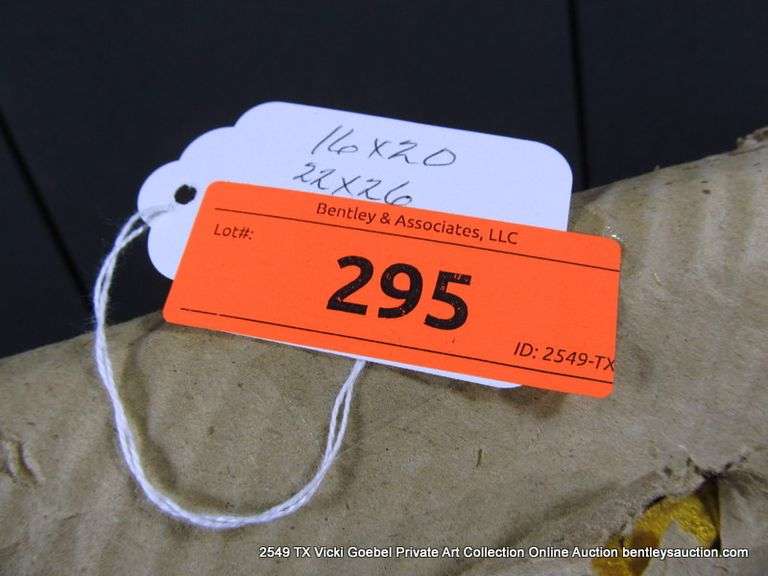 16x20
22x26
Bentley & Associates, LLC
Lot#:
295
ID: 2549-TX
2549 TX Vicki Goebel Private Art Collection Online Auction bentleysauction.com